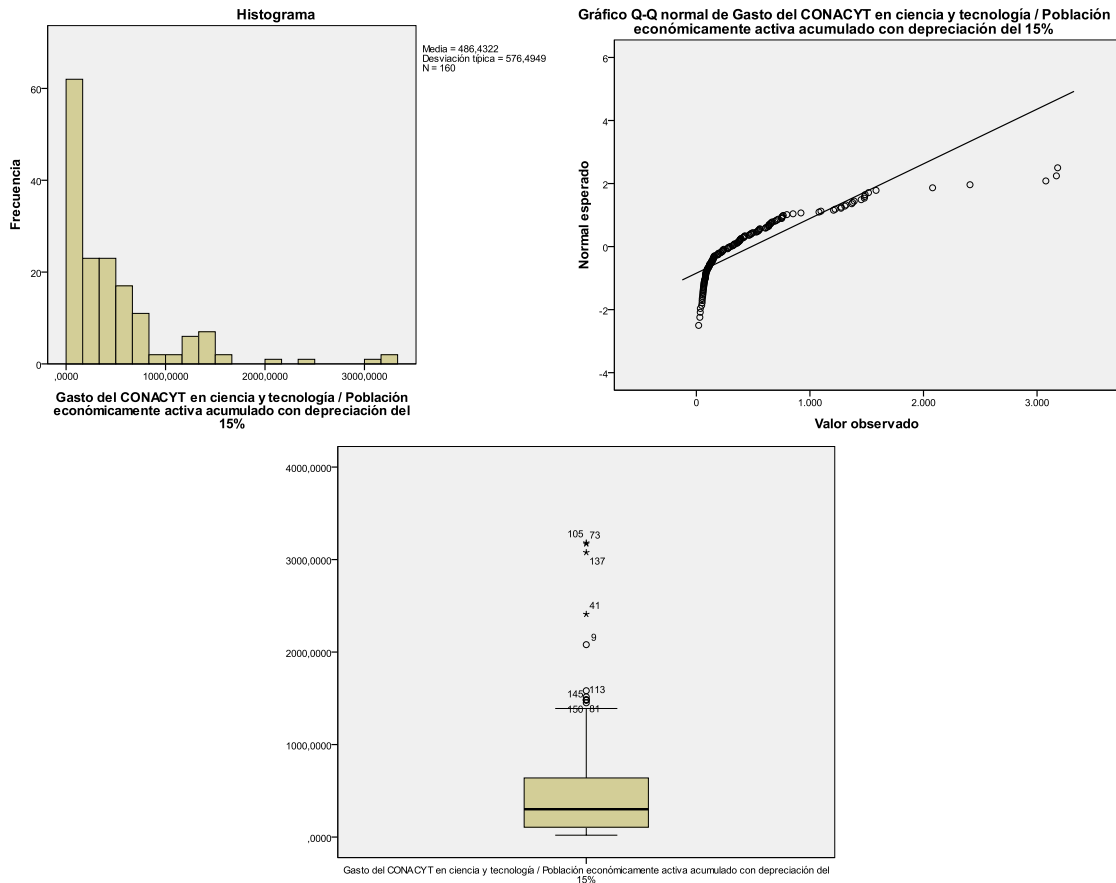 Histograma
Media = 486,4322
Desviación típica = 576,4949
N = 160
Frecuencia
60
40
20
0
,0000
1000,0000
2000,0000
3000,0000
Gasto del CONACYT en ciencia y tecnología / Población
económicamente activa acumulado con depreciación del
15%
Gráfico Q-Q normal de Gasto del CONACYT en ciencia y tecnología / Población
económicamente activa acumulado con depreciación del 15%
Normal esperado
6
4
2
0
-2
-4
0
1.000
2.000
3.000
Valor observado
4000,0000
3000,0000
2000,0000
1000,0000
,0000
105 73
137
41
9
145 113
150 81
Gasto del CONACYT en ciencia y tecnología / Población económicamente activa acumulado con depreciación del
15%